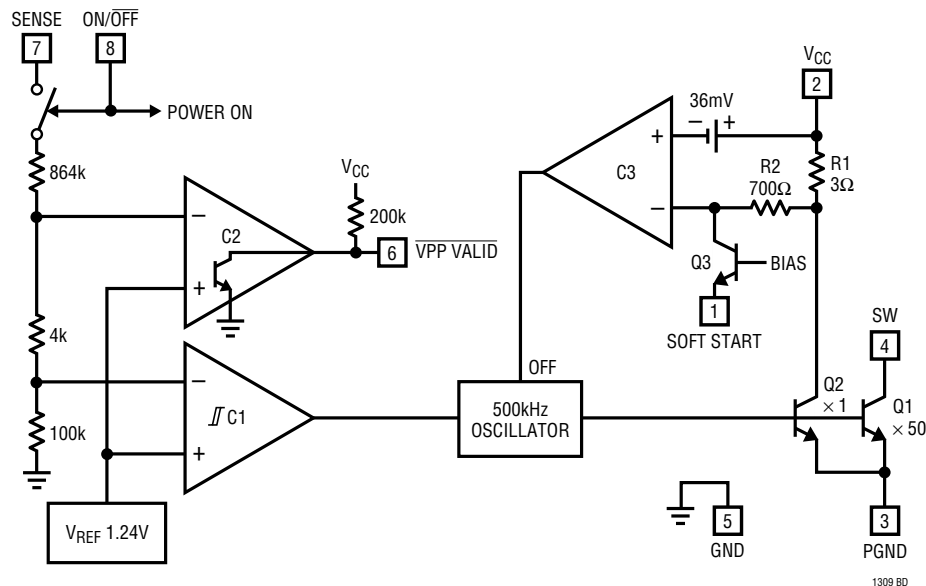 SENSE
ON/OFF
7
8
POWER ON
864k
4k
100k
VREF 1.24V
C2
−
+
C1
−
+
VCC
200k
6
VPP VALID
36mV
− +
VCC
2
R1
3Ω
R2
700Ω
C3
+
−
Q3
BIAS
1
SOFT START
OFF
500kHz
OSCILLATOR
SW
4
Q2
× 1
Q1
× 50
5
GND
3
PGND
1309 BD